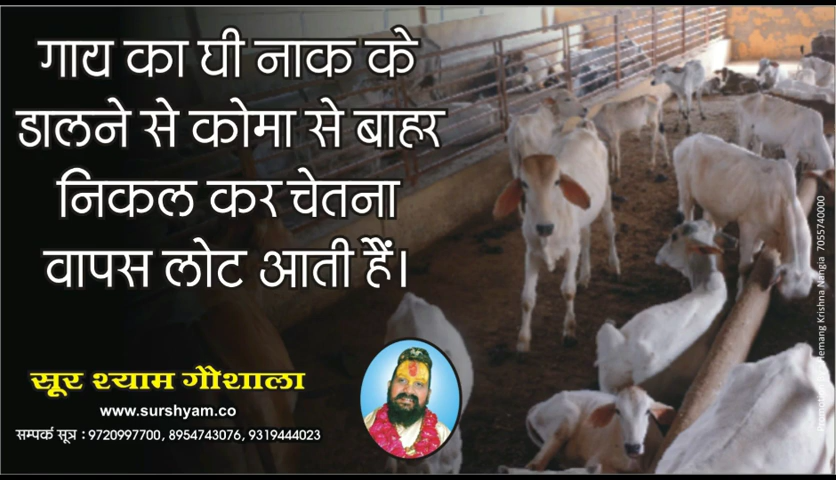 गाय का घी नाक के
डालने से कोमा से बाहर
निकल कर चेतना
वापस लोट आती हैं।
सूर श्याम गौशाला
www.surshyam.co
सम्पर्क सूत्र : 9720997700, 8954743076, 9319444023
Hemang Krishna Nangia 7055740000